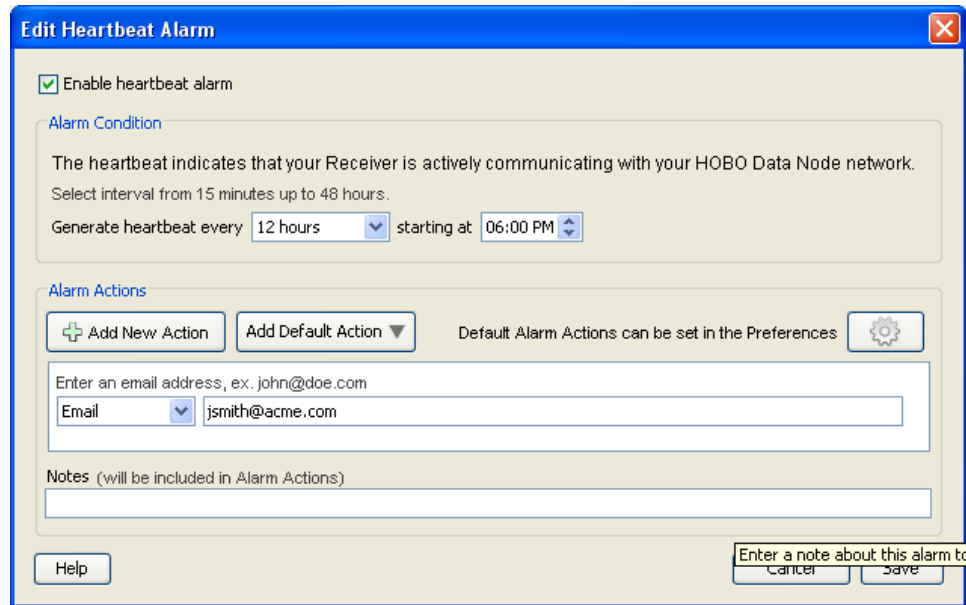 Edit Heartbeat Alarm
Enable heartbeat alarm
Alarm Condition
The heartbeat indicates that your Receiver is actively communicating with your HOBO Data Node network.
Select interval from 15 minutes up to 48 hours.
Generate heartbeat every 12 hours starting at 06:00 PM
Alarm Actions
Add New Action Add Default Action Default Alarm Actions can be set in the Preferences
Enter an email address, ex. john@doe.com
Email jsmith@acme.com
Notes (will be included in Alarm Actions)
Enter a note about this alarm to
Help Cancel Save